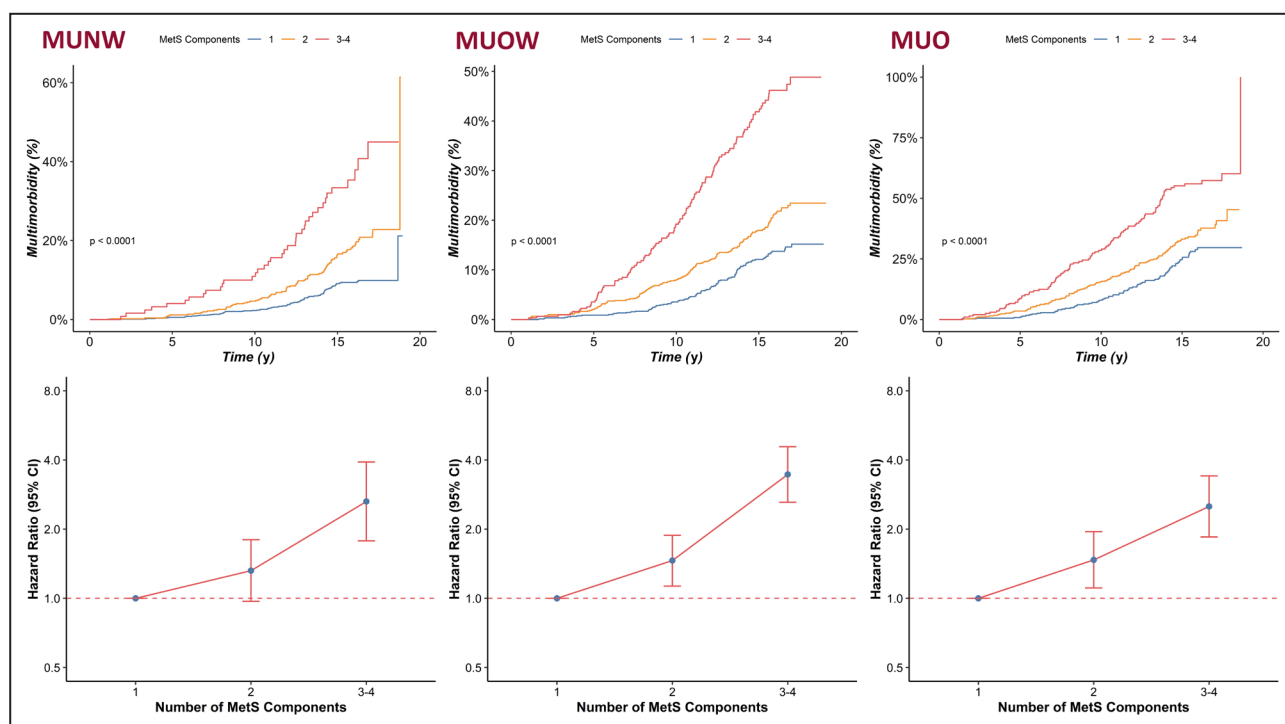 MUNW
MetS Components 1 2 3-4
60%
40%
20%
0%
Multimorbidity (%)
p < 0.0001
0 5 10 15 20
Time (y)
MUOW
MetS Components 1 2 3-4
50%
40%
30%
20%
10%
0%
Multimorbidity (%)
p < 0.0001
0 5 10 15 20
Time (y)
MUO
MetS Components 1 2 3-4
100%
75%
50%
25%
0%
Multimorbidity (%)
p < 0.0001
0 5 10 15 20
Time (y)
8.0
4.0
2.0
1.0
0.5
Hazard Ratio (95% CI)
1 2 3-4
Number of MetS Components
8.0
4.0
2.0
1.0
0.5
Hazard Ratio (95% CI)
1 2 3-4
Number of MetS Components
8.0
4.0
2.0
1.0
0.5
Hazard Ratio (95% CI)
1 2 3-4
Number of MetS Components